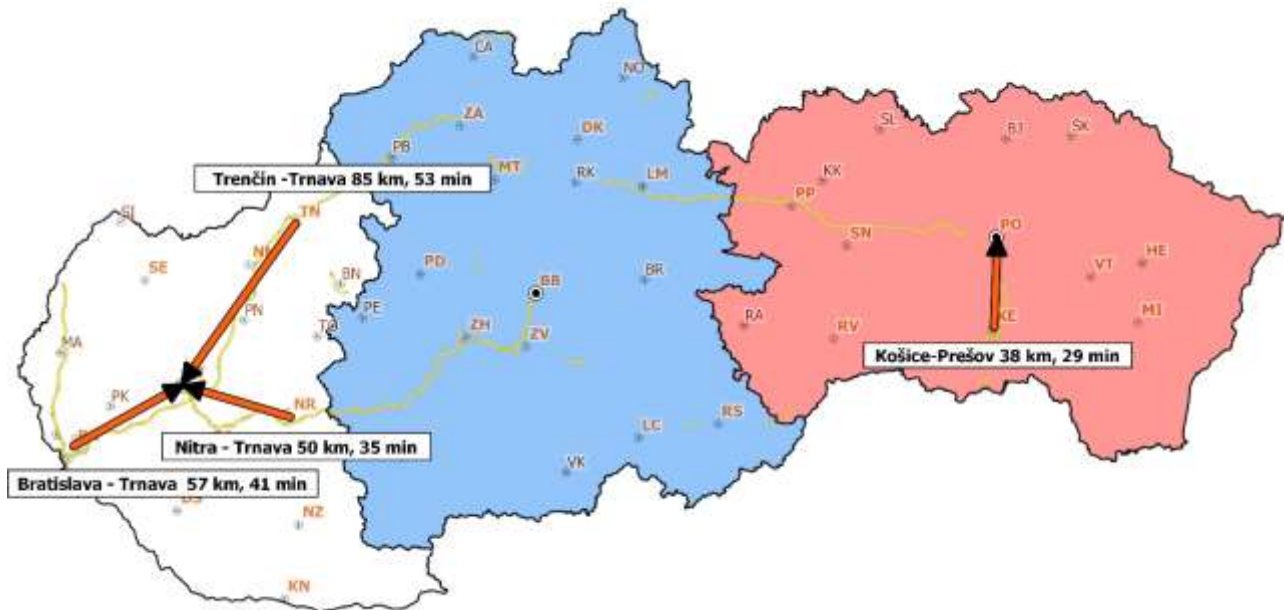 CA
NO
ZA
DK
SL
BJ
SK
PB
MT
RK
LM
KK
Trenčín -Trnava 85 km, 53 min
PP
SI
TN
SN
PO
SE
PD
BN
BB
BR
VT
HE
PN
PE
RA
MI
KE
MA
ZH
ZV
RV
Košice-Prešov 38 km, 29 min
PK
NR
RS
LC
Nitra - Trnava 50 km, 35 min
VK
Bratislava - Trnava 57 km, 41 min
NZ
KN